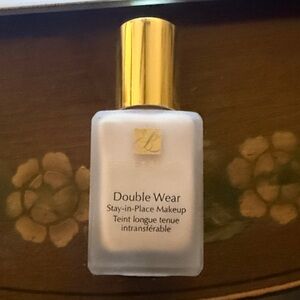 Double Wear
Stay-in-Place Makeup
Teint longue tenue
intransférable